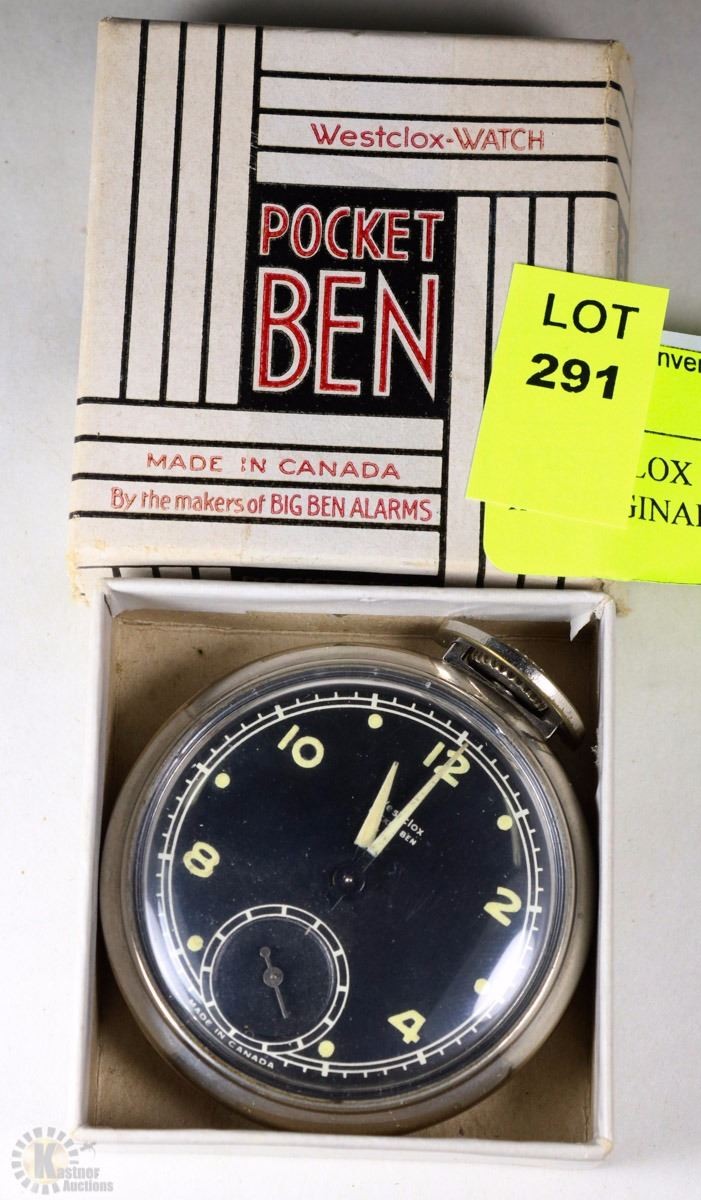 Westclox-WATCH
POCKET
BEN
MADE IN CANADA
By the makers of BIG BEN ALARMS
LOT
291
10
12
8
2
4
BEN
MADE IN CANADA
Kastner
Auctions